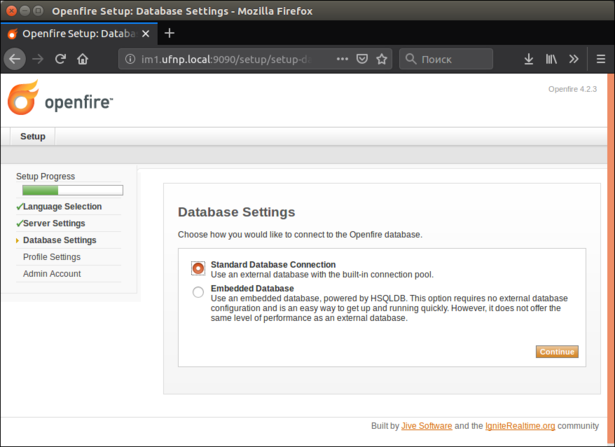 Openfire Setup: Database Settings - Mozilla Firefox
Openfire Setup: Databa
im1.ufnp.local:9090/setup/setup-d
Поиск
openfire™
Openfire 4.2.3
Setup
Setup Progress
Language Selection
Server Settings
Database Settings
Profile Settings
Admin Account
Database Settings
Choose how you would like to connect to the Openfire database.
Standard Database Connection
Use an external database with the built-in connection pool.
Embedded Database
Use an embedded database, powered by HSQLDB. This option requires no external database
configuration and is an easy way to get up and running quickly. However, it does not offer the
same level of performance as an external database.
Continue
Built by Jive Software and the IgniteRealtime.org community